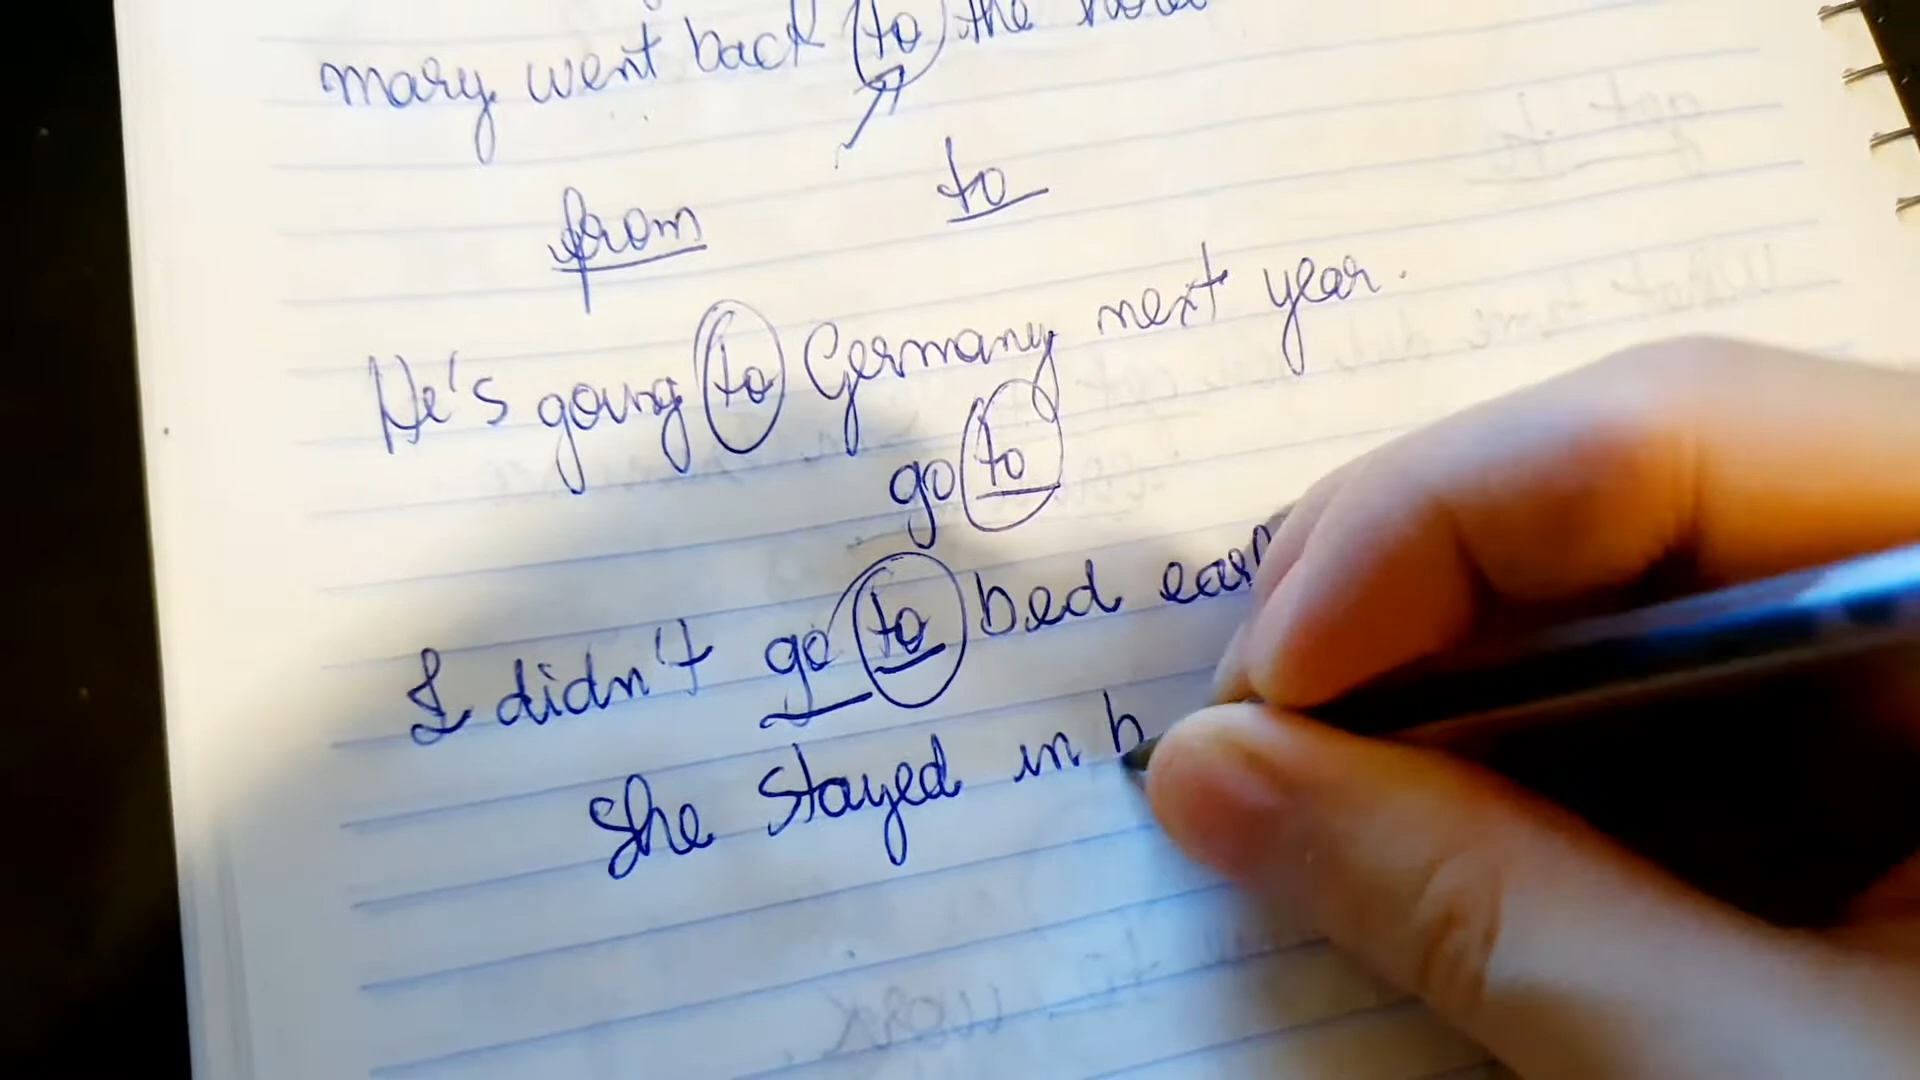 mary went back to the
from to
He's going to Germany next year.
go to
I didn't go to bed
She stayed in b